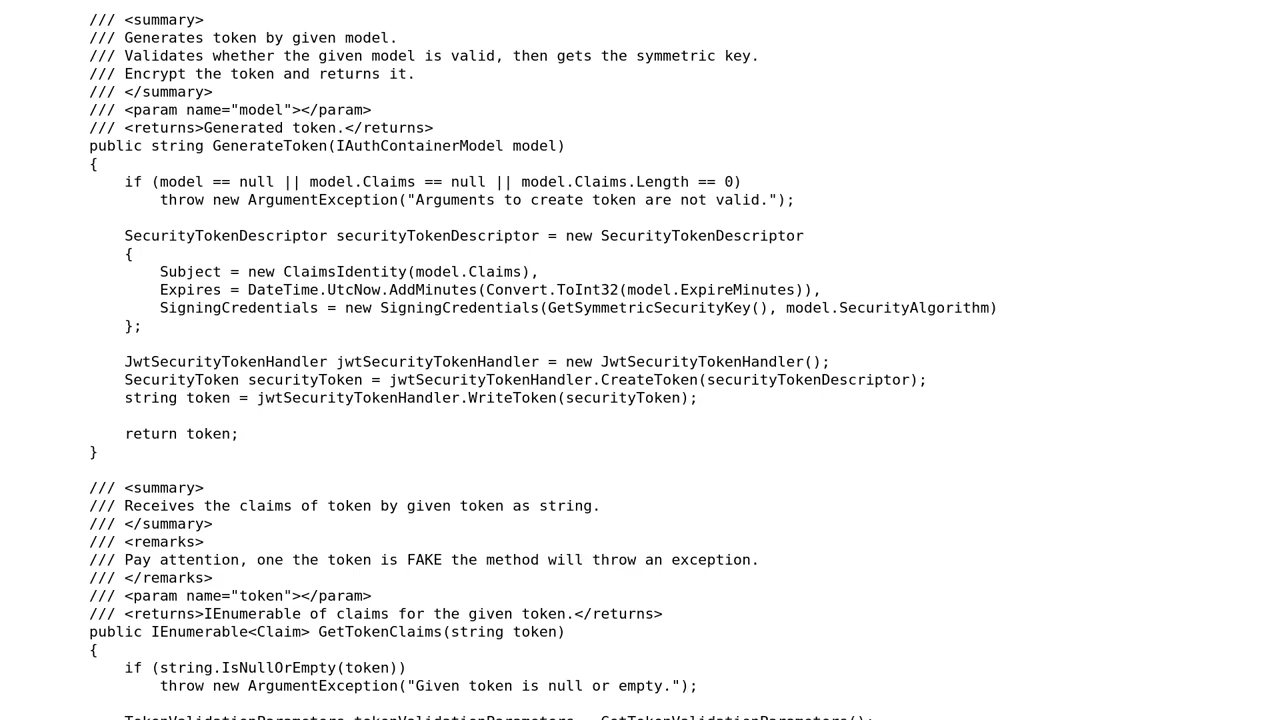 /// <summary>
/// Generates token by given model.
/// Validates whether the given model is valid, then gets the symmetric key.
/// Encrypt the token and returns it.
/// </summary>
/// <param name="model"></param>
/// <returns>Generated token.</returns>
public string GenerateToken(IAuthContainerModel model)
{
    if (model == null || model.Claims == null || model.Claims.Length == 0)
        throw new ArgumentException("Arguments to create token are not valid.");

    SecurityTokenDescriptor securityTokenDescriptor = new SecurityTokenDescriptor
    {
        Subject = new ClaimsIdentity(model.Claims),
        Expires = DateTime.UtcNow.AddMinutes(Convert.ToInt32(model.ExpireMinutes)),
        SigningCredentials = new SigningCredentials(GetSymmetricSecurityKey(), model.SecurityAlgorithm)
    };

    JwtSecurityTokenHandler jwtSecurityTokenHandler = new JwtSecurityTokenHandler();
    SecurityToken securityToken = jwtSecurityTokenHandler.CreateToken(securityTokenDescriptor);
    string token = jwtSecurityTokenHandler.WriteToken(securityToken);

    return token;
}

/// <summary>
/// Receives the claims of token by given token as string.
/// </summary>
/// <remarks>
/// Pay attention, one the token is FAKE the method will throw an exception.
/// </remarks>
/// <param name="token"></param>
/// <returns>IEnumerable of claims for the given token.</returns>
public IEnumerable<Claim> GetTokenClaims(string token)
{
    if (string.IsNullOrEmpty(token))
        throw new ArgumentException("Given token is null or empty.");